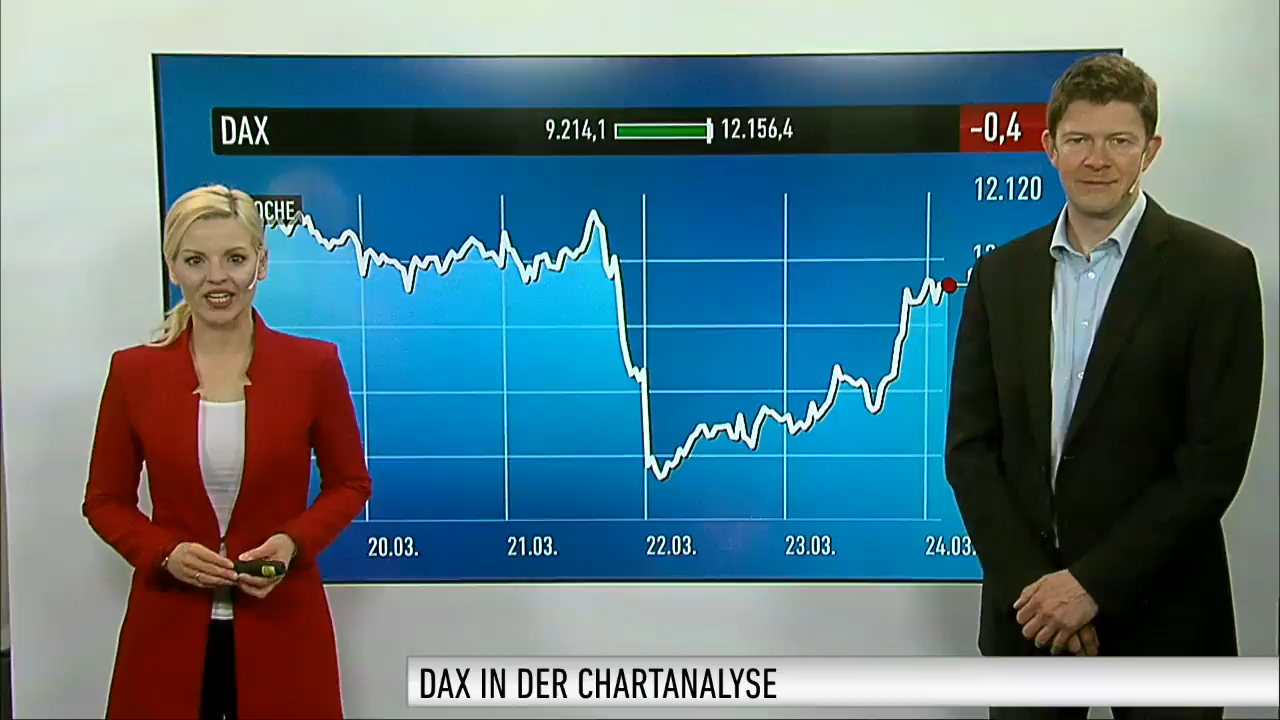 DAX 9.214,1 12.156,4 -0,4
12.120
20.03. 21.03. 22.03. 23.03. 24.03.
DAX IN DER CHARTANALYSE